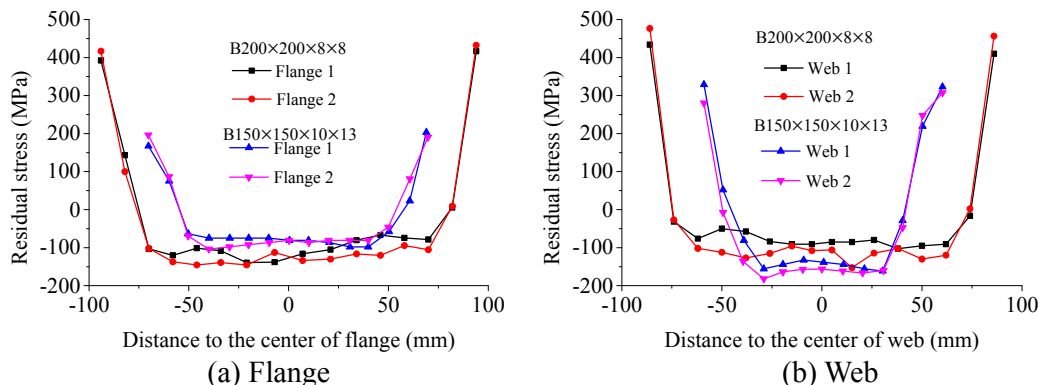 500
400
300
200
100
0
-100
-200
Residual stress (MPa)
B200×200×8×8
Flange 1
Flange 2
B150×150×10×13
Flange 1
Flange 2
-100
-50
0
50
100
Distance to the center of flange (mm)
(a) Flange
500
400
300
200
100
0
-100
-200
Residual stress (MPa)
B200×200×8×8
Web 1
Web 2
B150×150×10×13
Web 1
Web 2
-100
-50
0
50
100
Distance to the center of web (mm)
(b) Web